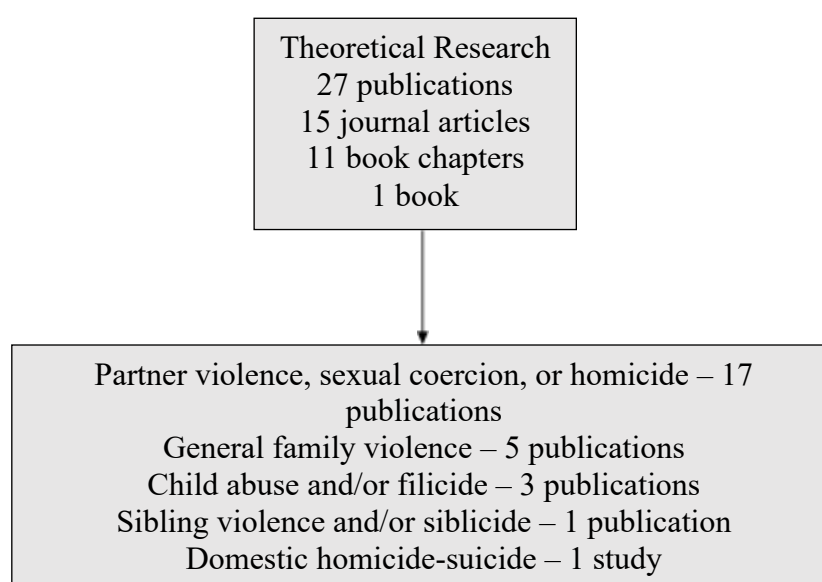 Theoretical Research
27 publications
15 journal articles
11 book chapters
1 book
Partner violence, sexual coercion, or homicide – 17
publications
General family violence – 5 publications
Child abuse and/or filicide – 3 publications
Sibling violence and/or siblicide – 1 publication
Domestic homicide-suicide – 1 study